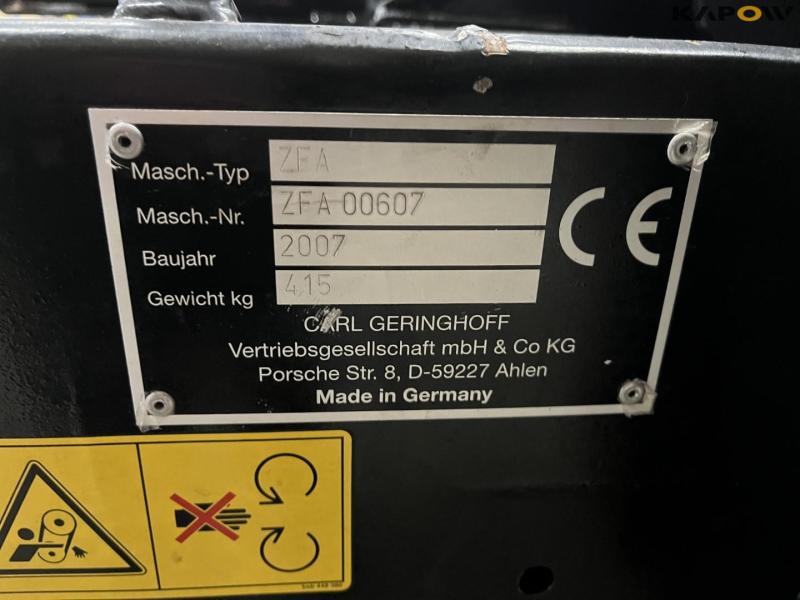 KAPOW
Masch.-Typ ZFA
Masch.-Nr. ZFA 00607
Baujahr 2007
Gewicht kg 415
CE
CARL GERINGHOFF
Vertriebsgesellschaft mbH & Co KG
Porsche Str. 8, D-59227 Ahlen
Made in Germany